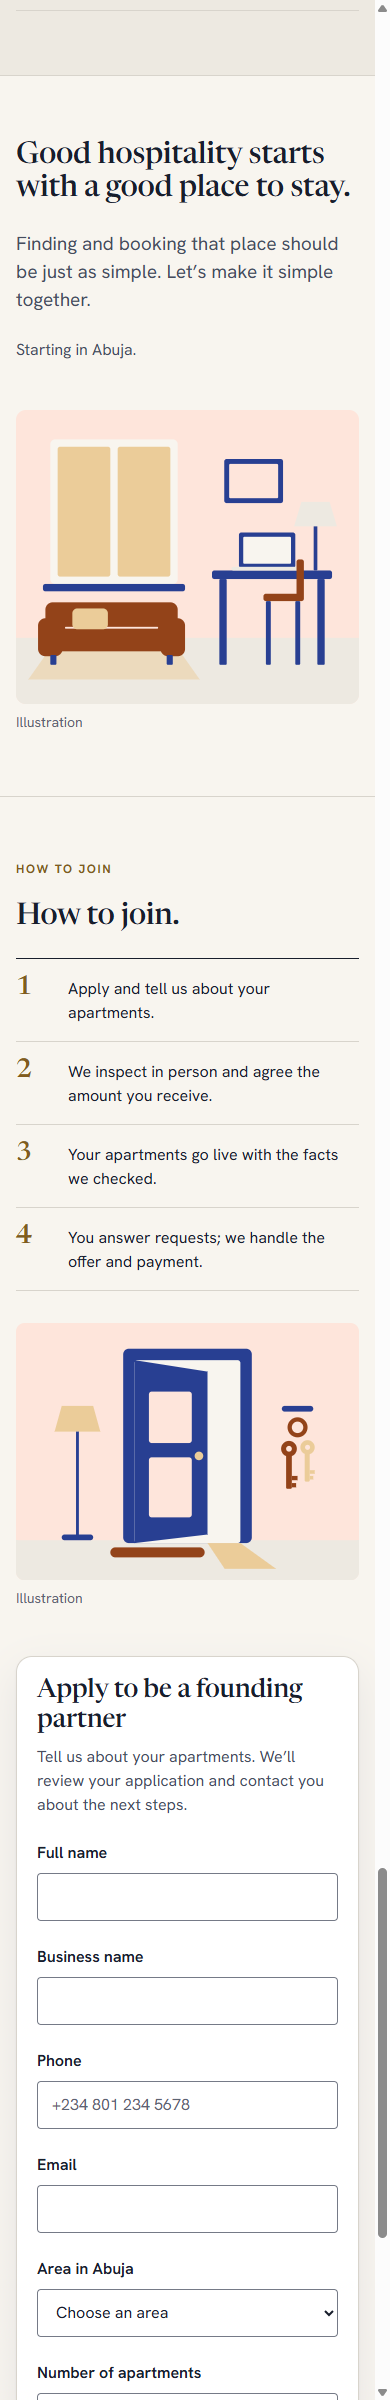 Good hospitality starts
with a good place to stay.
Finding and booking that place should
be just as simple. Let’s make it simple
together.
Starting in Abuja.
Illustration
HOW TO JOIN
How to join.
1 Apply and tell us about your
apartments.
2 We inspect in person and agree the
amount you receive.
3 Your apartments go live with the facts
we checked.
4 You answer requests; we handle the
offer and payment.
Illustration
Apply to be a founding
partner
Tell us about your apartments. We’ll
review your application and contact you
about the next steps.
Full name
Business name
Phone
+234 801 234 5678
Email
Area in Abuja
Choose an area
Number of apartments